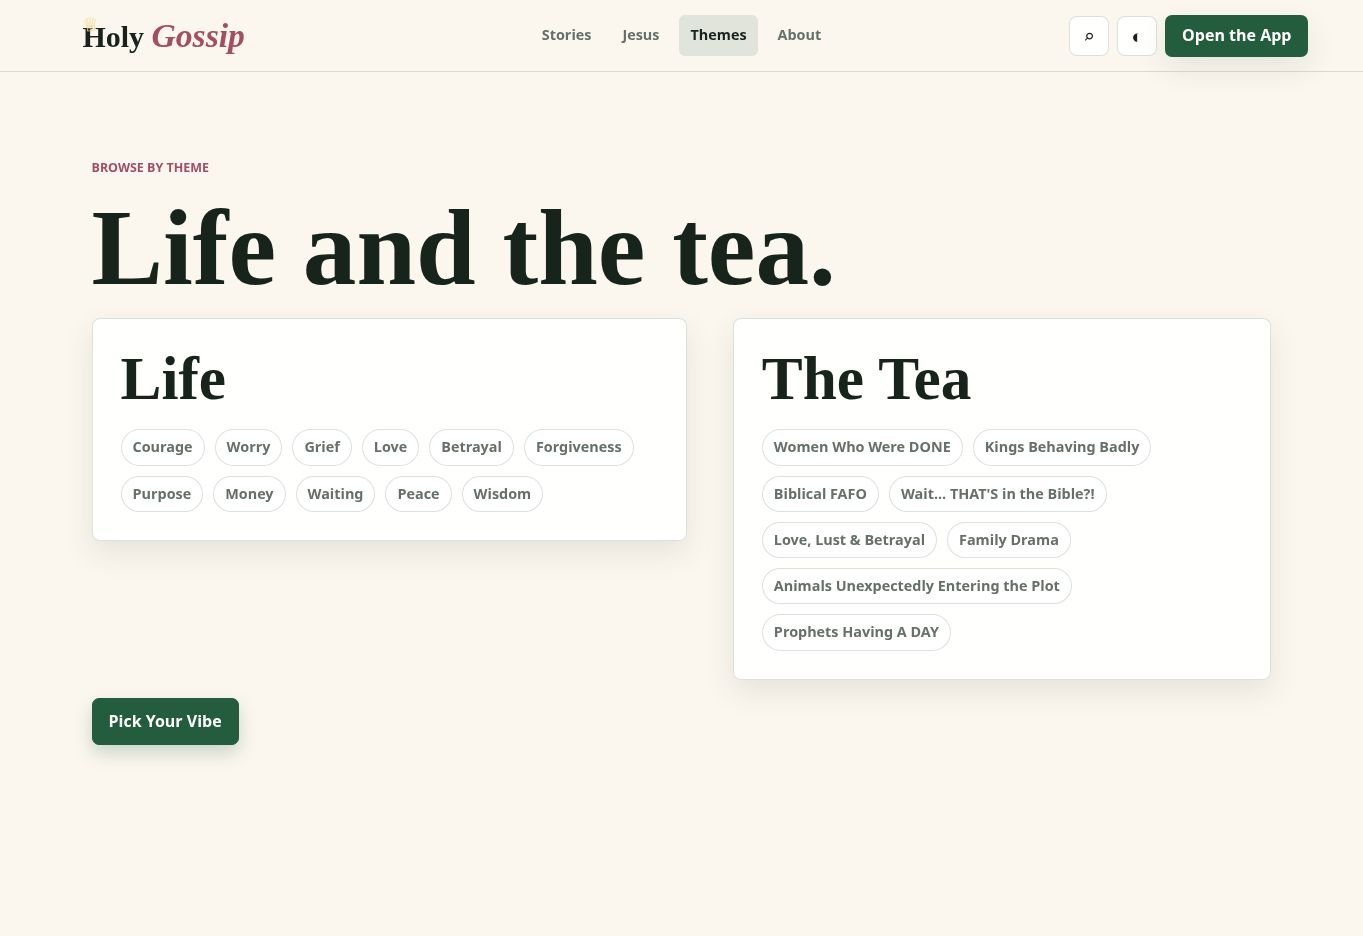 Holy Gossip
Stories Jesus Themes About
Open the App
BROWSE BY THEME
Life and the tea.
Life
Courage Worry Grief Love Betrayal Forgiveness
Purpose Money Waiting Peace Wisdom
The Tea
Women Who Were DONE Kings Behaving Badly
Biblical FAFO Wait... THAT'S in the Bible?!
Love, Lust & Betrayal Family Drama
Animals Unexpectedly Entering the Plot
Prophets Having A DAY
Pick Your Vibe